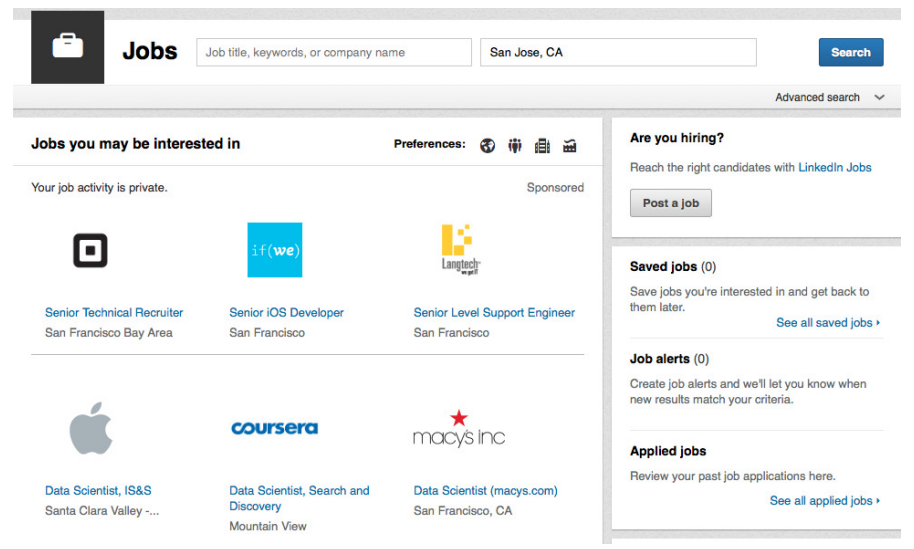 Jobs
Job title, keywords, or company name
San Jose, CA
Search
Advanced search
Jobs you may be interested in
Preferences:
Your job activity is private.
Sponsored
if(we)
Langtech
we get it
Senior Technical Recruiter
San Francisco Bay Area
Senior iOS Developer
San Francisco
Senior Level Support Engineer
San Francisco
coursera
macy's inc
Data Scientist, IS&S
Santa Clara Valley -...
Data Scientist, Search and
Discovery
Mountain View
Data Scientist (macys.com)
San Francisco, CA
Are you hiring?
Reach the right candidates with LinkedIn Jobs
Post a job
Saved jobs (0)
Save jobs you're interested in and get back to
them later.
See all saved jobs ›
Job alerts (0)
Create job alerts and we'll let you know when
new results match your criteria.
Applied jobs
Review your past job applications here.
See all applied jobs ›